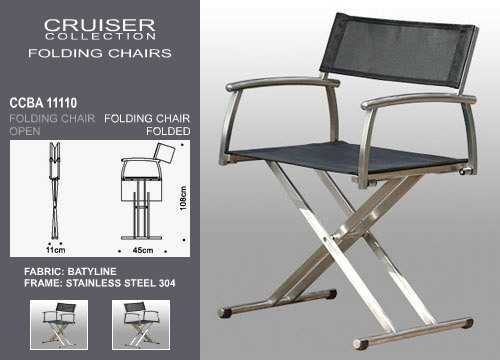 CRUISER
COLLECTION
FOLDING CHAIRS
CCBA 11110
FOLDING CHAIR FOLDING CHAIR
OPEN FOLDED
108cm
11cm 45cm
FABRIC: BATYLINE
FRAME: STAINLESS STEEL 304